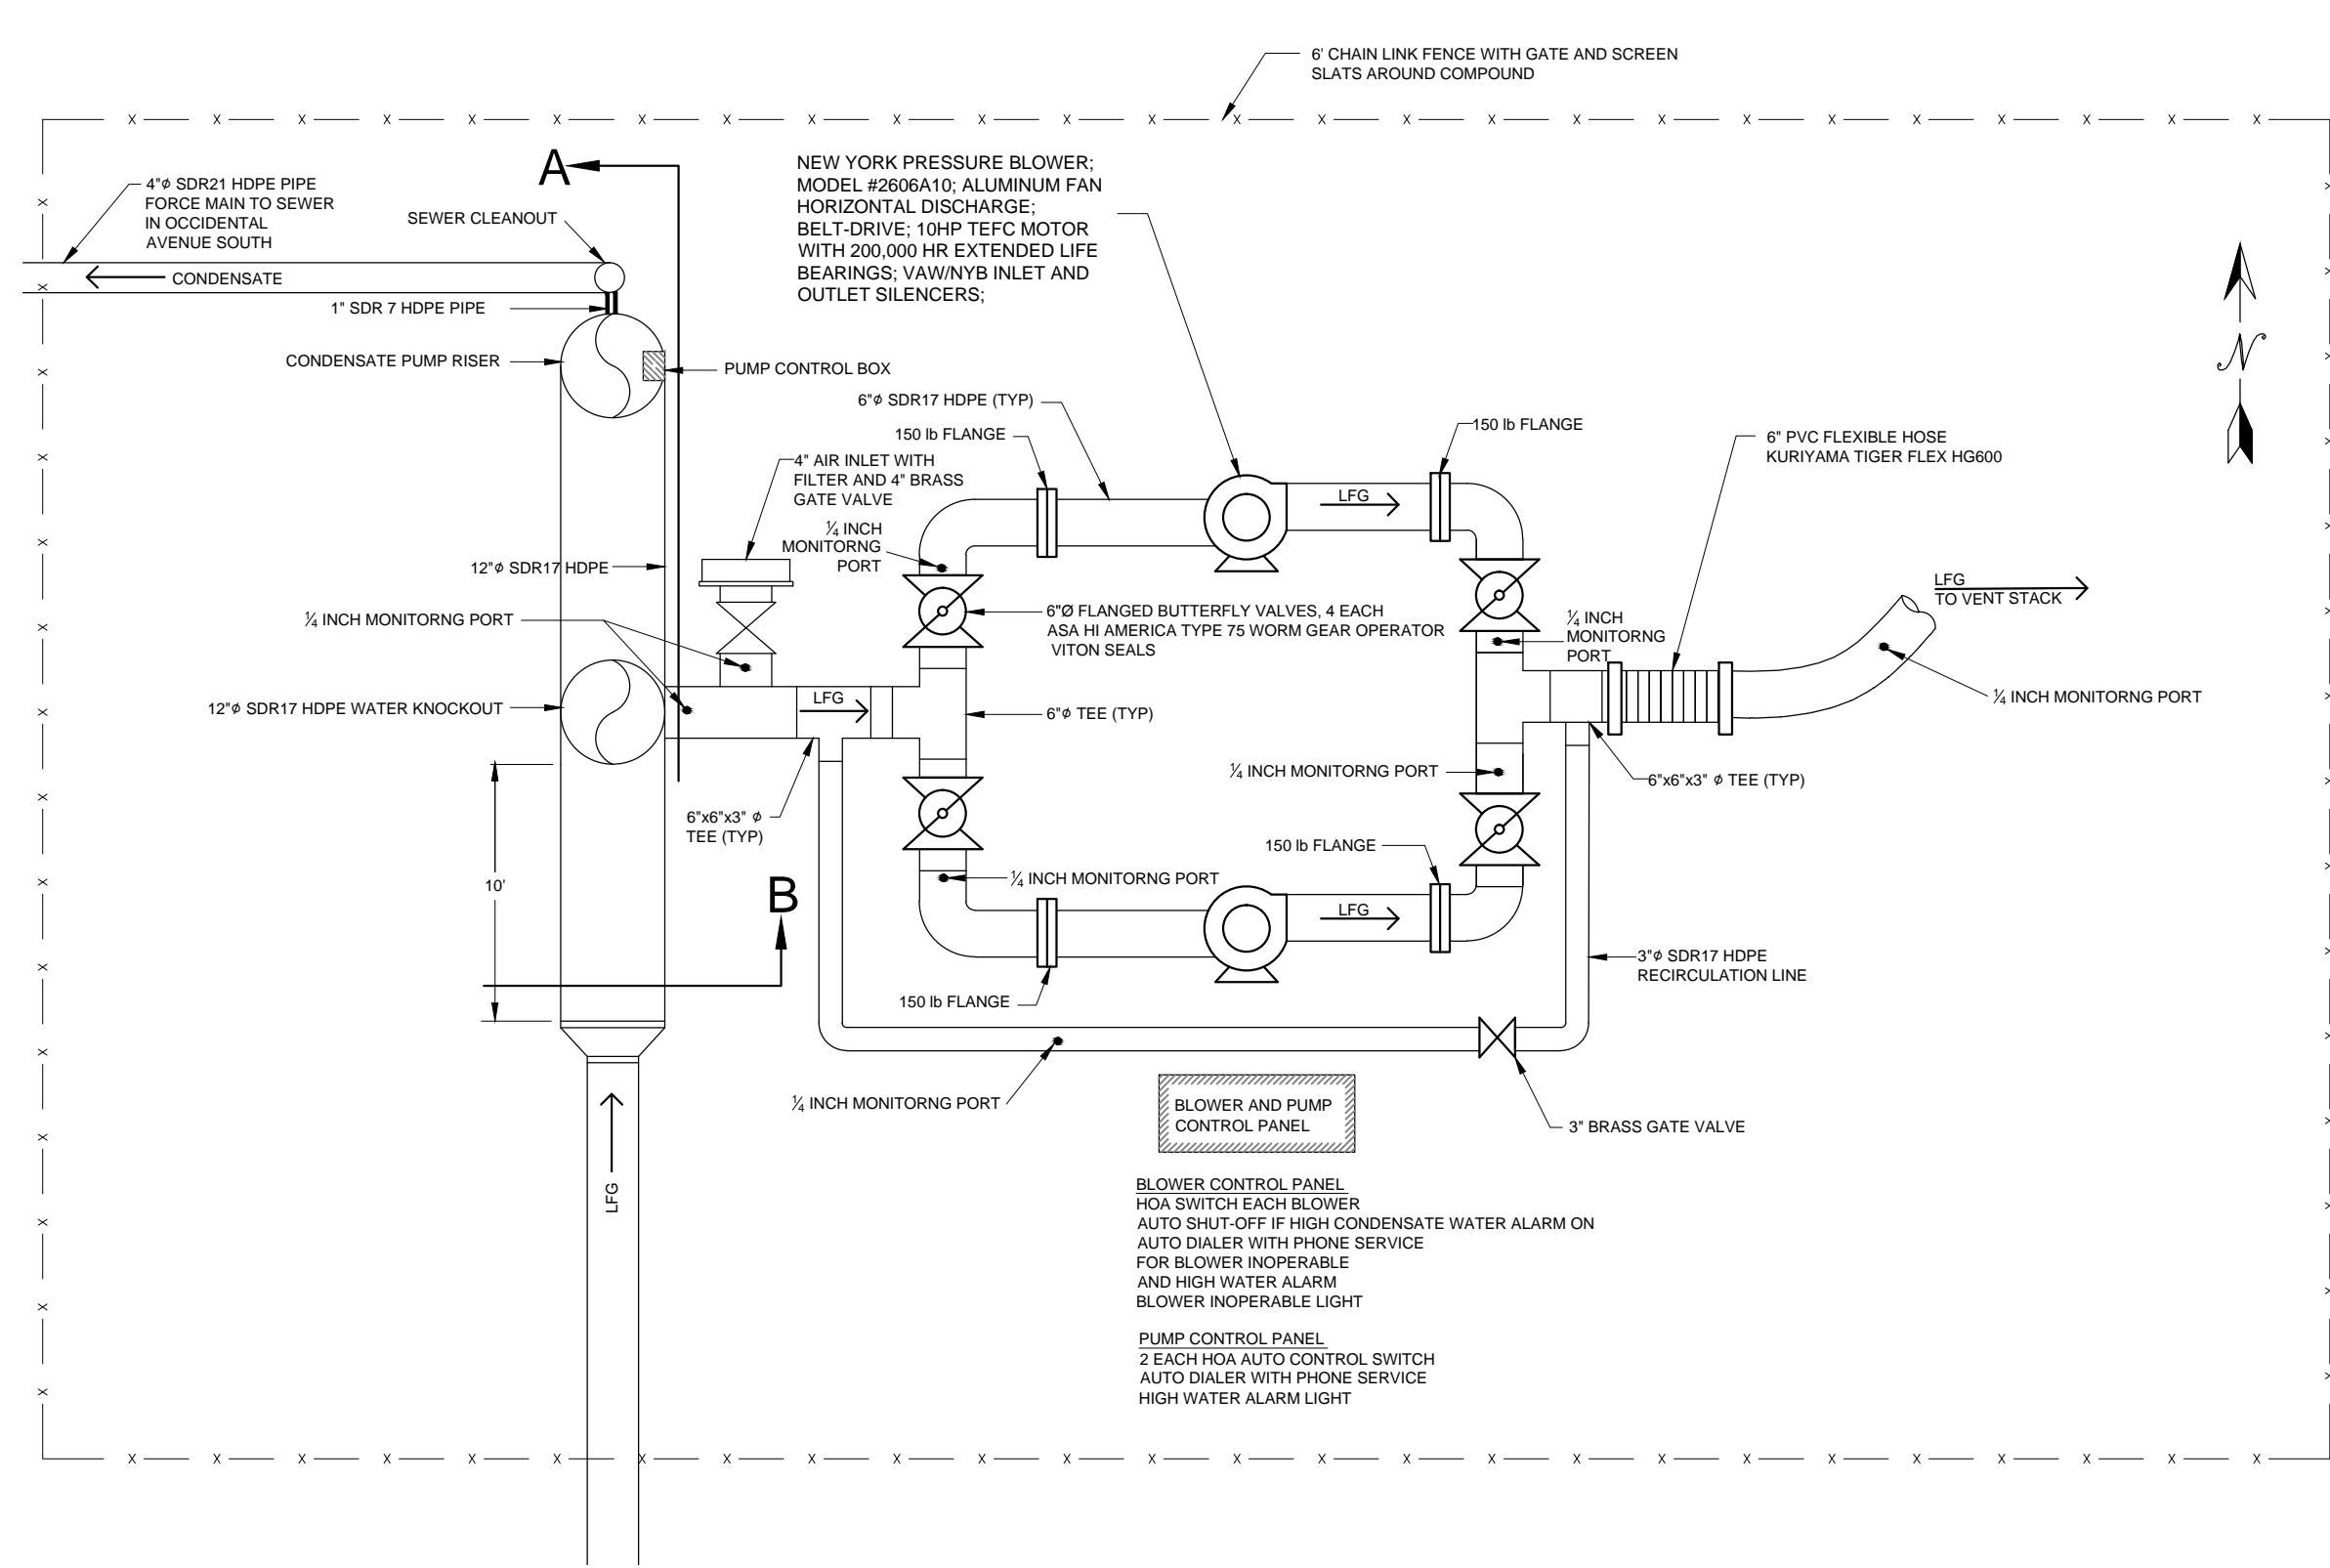 6' CHAIN LINK FENCE WITH GATE AND SCREEN
SLATS AROUND COMPOUND
A
NEW YORK PRESSURE BLOWER;
MODEL #2606A10; ALUMINUM FAN
HORIZONTAL DISCHARGE;
BELT-DRIVE; 10HP TEFC MOTOR
WITH 200,000 HR EXTENDED LIFE
BEARINGS; VAW/NYB INLET AND
OUTLET SILENCERS;
4"⌀ SDR21 HDPE PIPE
FORCE MAIN TO SEWER
IN OCCIDENTAL
AVENUE SOUTH
SEWER CLEANOUT
CONDENSATE
1" SDR 7 HDPE PIPE
CONDENSATE PUMP RISER
PUMP CONTROL BOX
N
6"⌀ SDR17 HDPE (TYP)
150 lb FLANGE
150 lb FLANGE
6" PVC FLEXIBLE HOSE
KURIYAMA TIGER FLEX HG600
4" AIR INLET WITH
FILTER AND 4" BRASS
GATE VALVE
LFG
¼ INCH
MONITORNG
PORT
12"⌀ SDR17 HDPE
LFG
TO VENT STACK
¼ INCH MONITORNG PORT
6"Ø FLANGED BUTTERFLY VALVES, 4 EACH
ASA HI AMERICA TYPE 75 WORM GEAR OPERATOR
VITON SEALS
¼ INCH
MONITORNG
PORT
12"⌀ SDR17 HDPE WATER KNOCKOUT
LFG
6"⌀ TEE (TYP)
¼ INCH MONITORNG PORT
¼ INCH MONITORNG PORT
6"x6"x3" ⌀ TEE (TYP)
6"x6"x3" ⌀
TEE (TYP)
150 lb FLANGE
10'
B
¼ INCH MONITORNG PORT
LFG
3"⌀ SDR17 HDPE
RECIRCULATION LINE
150 lb FLANGE
¼ INCH MONITORNG PORT
BLOWER AND PUMP
CONTROL PANEL
3" BRASS GATE VALVE
LFG
BLOWER CONTROL PANEL
HOA SWITCH EACH BLOWER
AUTO SHUT-OFF IF HIGH CONDENSATE WATER ALARM ON
AUTO DIALER WITH PHONE SERVICE
FOR BLOWER INOPERABLE
AND HIGH WATER ALARM
BLOWER INOPERABLE LIGHT
PUMP CONTROL PANEL
2 EACH HOA AUTO CONTROL SWITCH
AUTO DIALER WITH PHONE SERVICE
HIGH WATER ALARM LIGHT